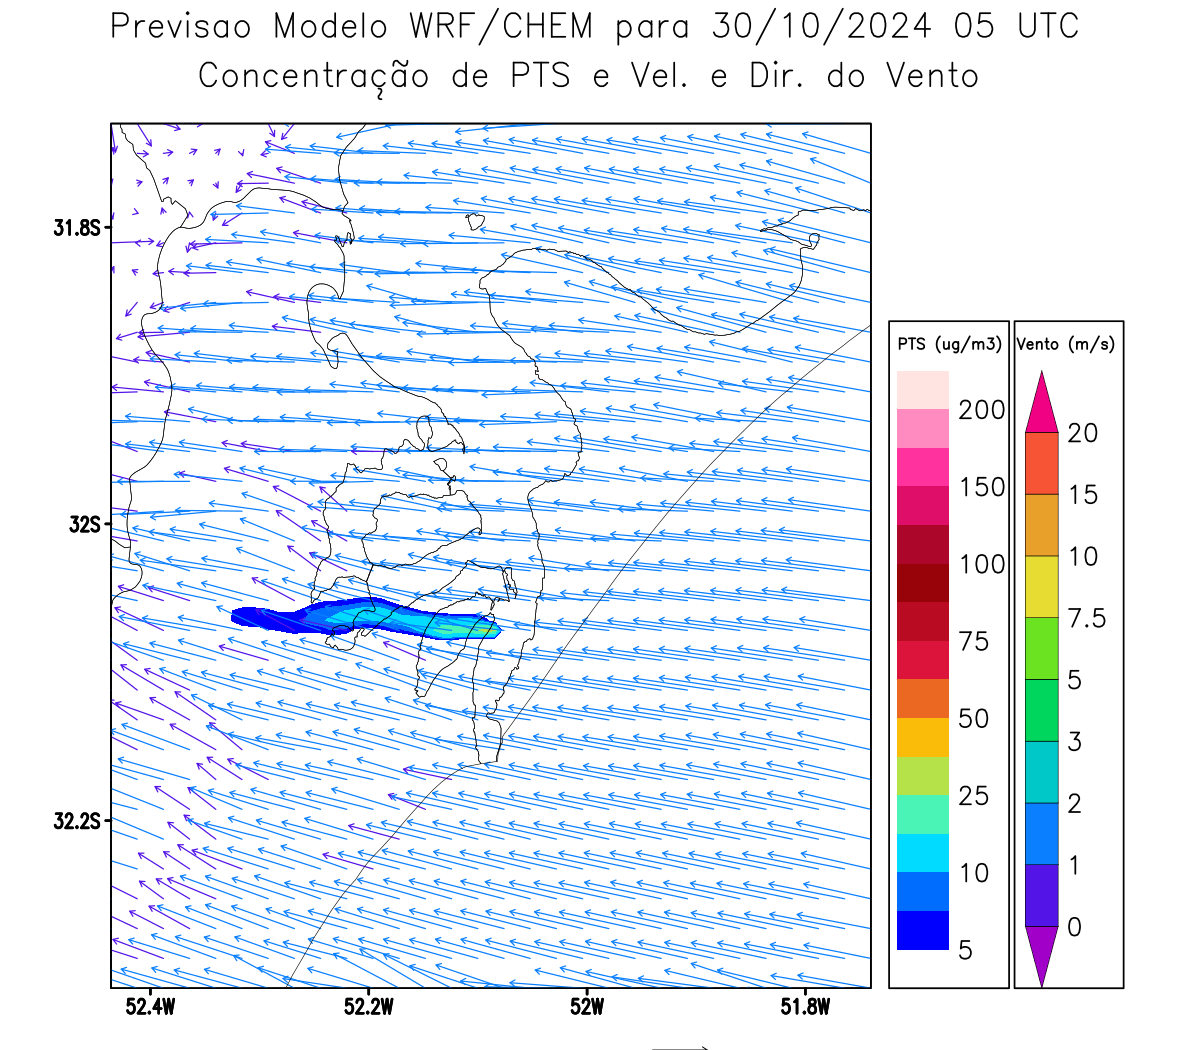 Previsao Modelo WRF/CHEM para 30/10/2024 05 UTC
Concentração de PTS e Vel. e Dir. do Vento
31.8S
32S
32.2S
52.4W 52.2W 52W 51.8W
PTS (ug/m3)
200
150
100
75
50
25
10
5
Vento (m/s)
20
15
10
7.5
5
3
2
1
0